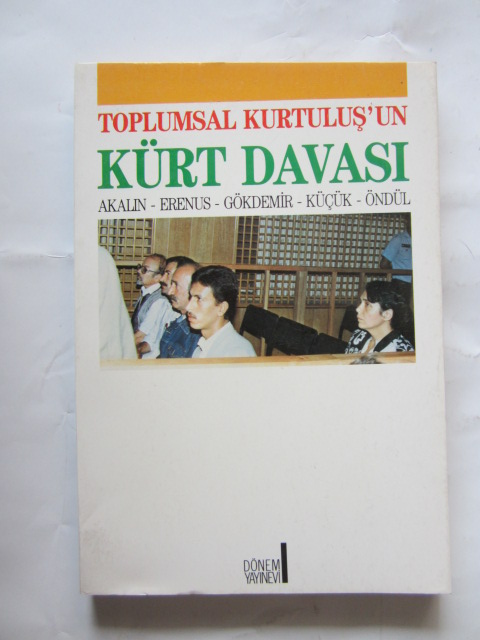 TOPLUMSAL KURTULUŞ'UN
KÜRT DAVASI
AKALIN - ERENUS - GÖKDEMİR - KÜÇÜK - ÖNDÜL
DÖNEM
YAYINEVİ